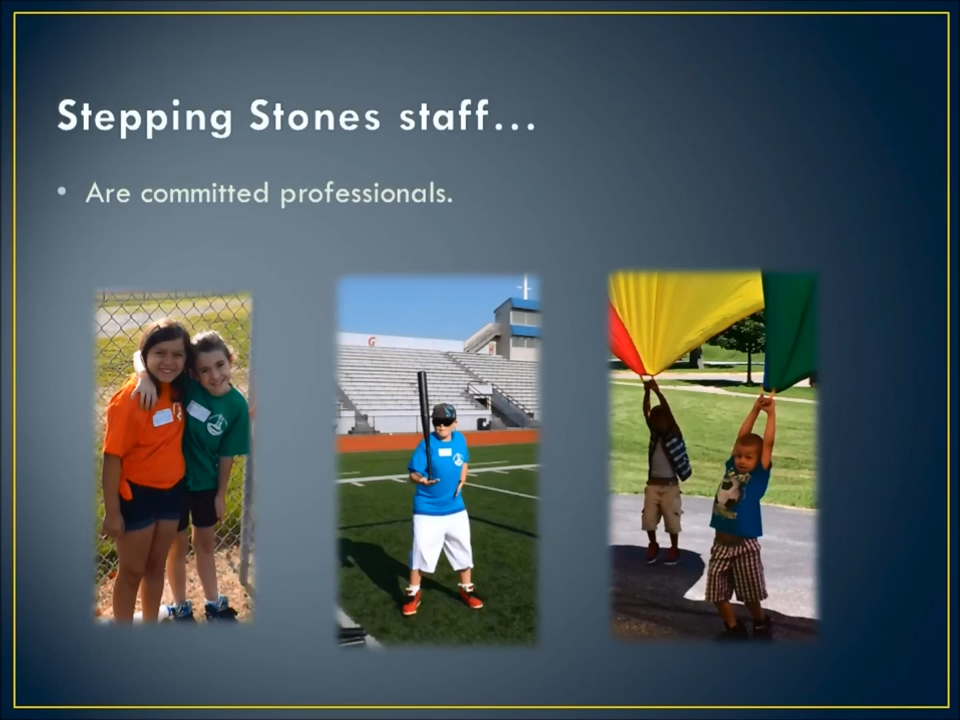 Stepping Stones staff...
• Are committed professionals.
G